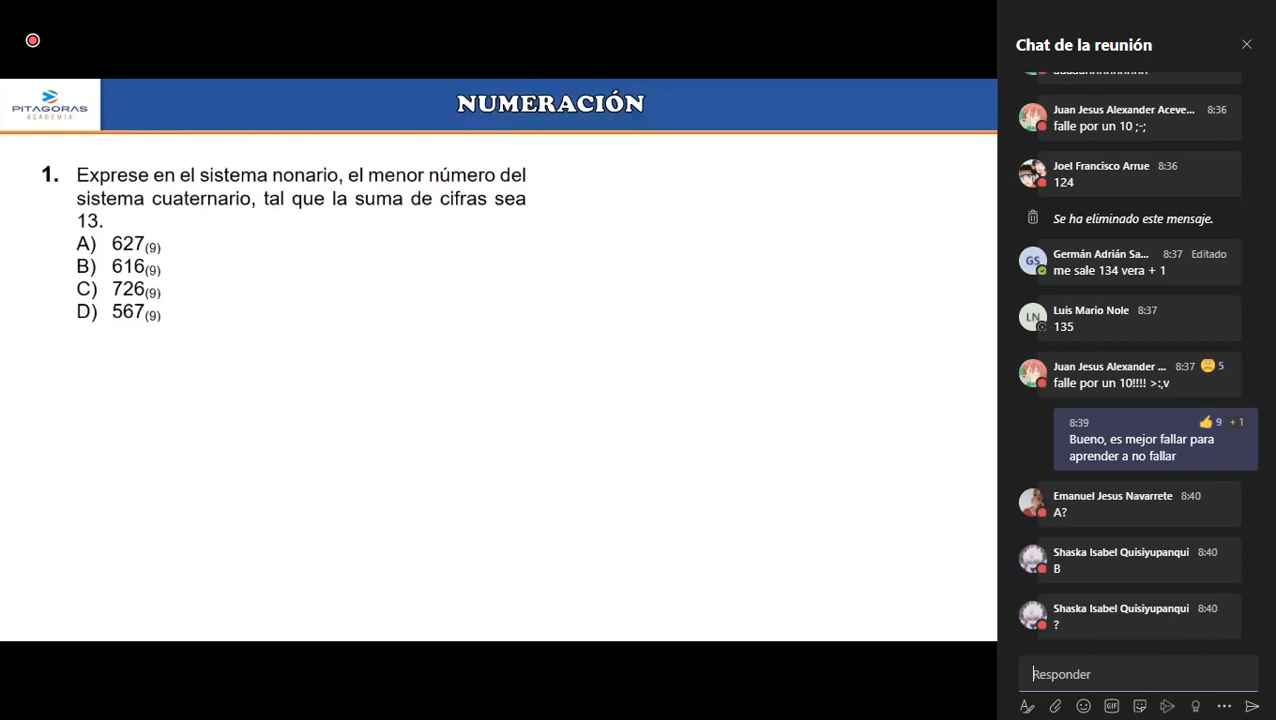 PITAGORAS
ACADEMIA
NUMERACIÓN
1. Exprese en el sistema nonario, el menor número del
sistema cuaternario, tal que la suma de cifras sea
13.
A) 627(9)
B) 616(9)
C) 726(9)
D) 567(9)
Chat de la reunión
Juan Jesus Alexander Aceve... 8:36
falle por un 10 ;-;
Joel Francisco Arrue 8:36
124
Se ha eliminado este mensaje.
GS
Germán Adrián Sa... 8:37 Editado
me sale 134 vera + 1
LN
Luis Mario Nole 8:37
135
Juan Jesus Alexander ... 8:37 5
falle por un 10!!!! >:,v
8:39 9 + 1
Bueno, es mejor fallar para
aprender a no fallar
Emanuel Jesus Navarrete 8:40
A?
Shaska Isabel Quisiyupanqui 8:40
B
Shaska Isabel Quisiyupanqui 8:40
?
Responder
GIF